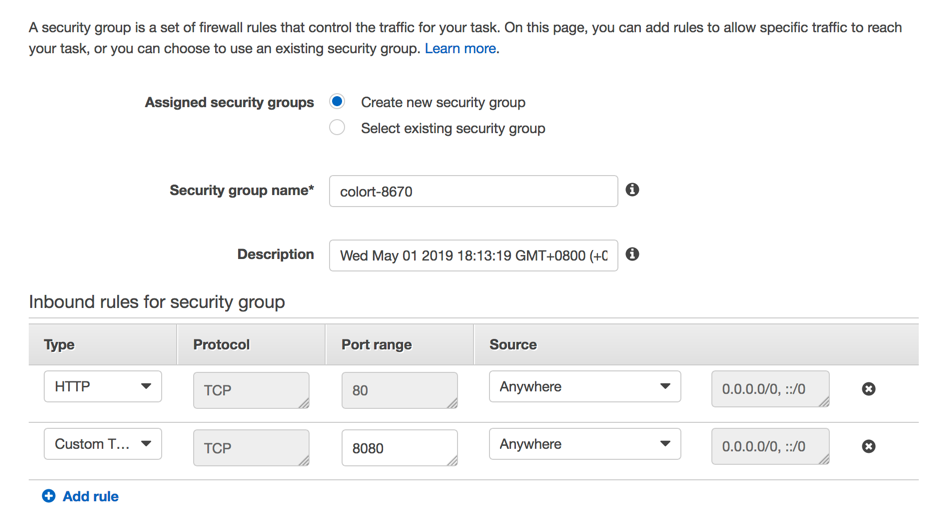 A security group is a set of firewall rules that control the traffic for your task. On this page, you can add rules to allow specific traffic to reach
your task, or you can choose to use an existing security group. Learn more.
Assigned security groups Create new security group
Select existing security group
Security group name* colort-8670
Description Wed May 01 2019 18:13:19 GMT+0800 (+0
Inbound rules for security group
Type Protocol Port range Source
HTTP TCP 80 Anywhere 0.0.0.0/0, ::/0
Custom T... TCP 8080 Anywhere 0.0.0.0/0, ::/0
Add rule